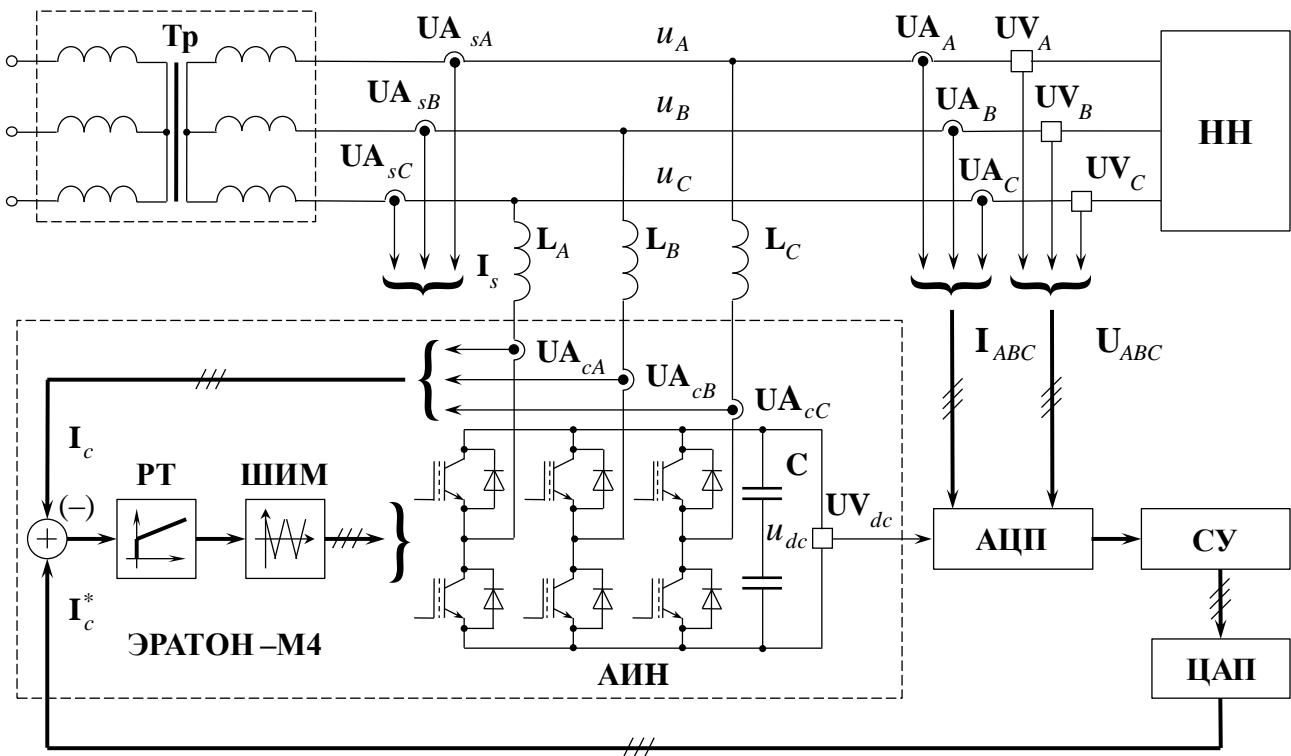 Тр
UA sA
u A
UA A
UV A
UA sB
u B
UA B
UV B
НН
UA sC
u C
UA C
UV C
L A
L B
L C
I s
I ABC
U ABC
UA cA
UA cB
UA cC
I c
РТ
ШИМ
C
(–)
+
UV dc
u dc
АЦП
СУ
I* c
ЭРАТОН –М4
АИН
ЦАП